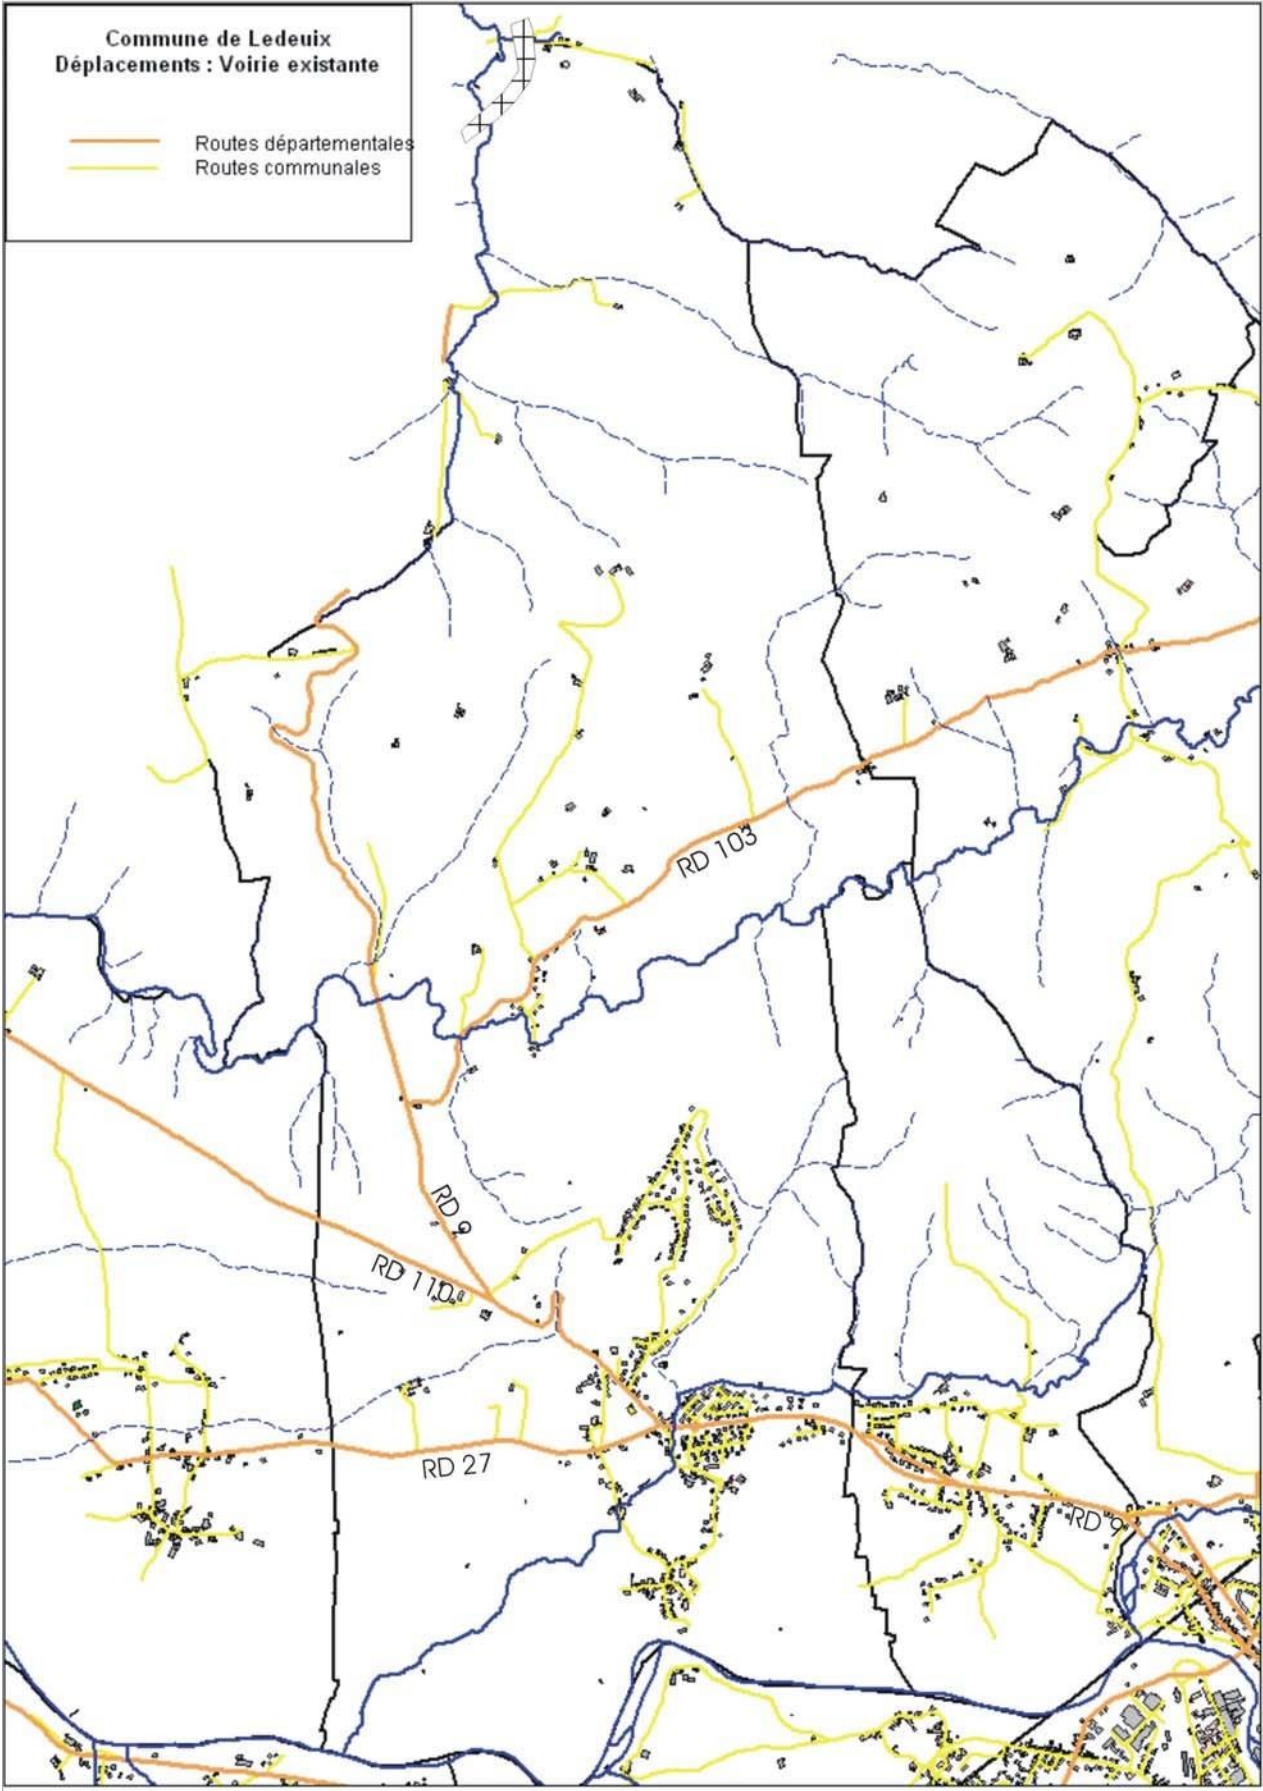 Commune de Ledeuix
Déplacements : Voirie existante
Routes départementales
Routes communales
RD 103
RD 9
RD 110
RD 27
RD 9